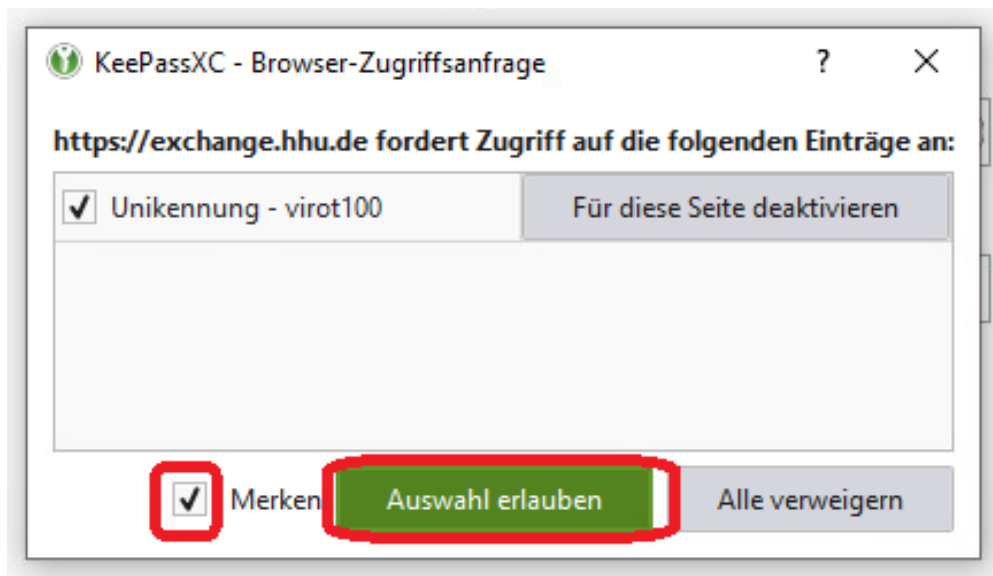 KeePassXC - Browser-Zugriffsanfrage ?
https://exchange.hhu.de fordert Zugriff auf die folgenden Einträge an:
Unikennung - virot100 Für diese Seite deaktivieren
Merken Auswahl erlauben Alle verweigern